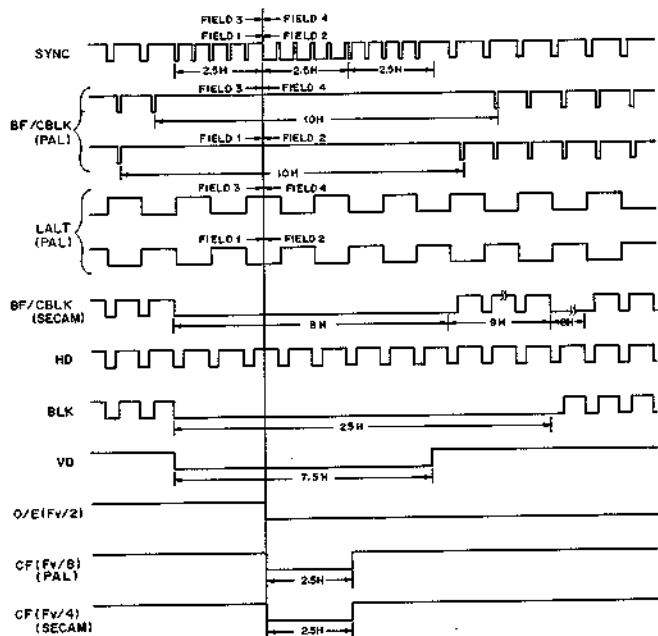 FIELD 3 FIELD 4
FIELD 1 FIELD 2
SYNC
2.5H 2.5H 2.5H
FIELD 3 FIELD 4
BF/CBLK
(PAL)
10H
FIELD 1 FIELD 2
10H
FIELD 3 FIELD 4
LALT
(PAL)
FIELD 1 FIELD 2
BF/CBLK
(SECAM)
8H 9H 8H
HD
BLK
25H
VD
7.5H
O/E(FV/2)
CF(FV/8)
(PAL)
2.5H
CF(FV/4)
(SECAM)
2.5H